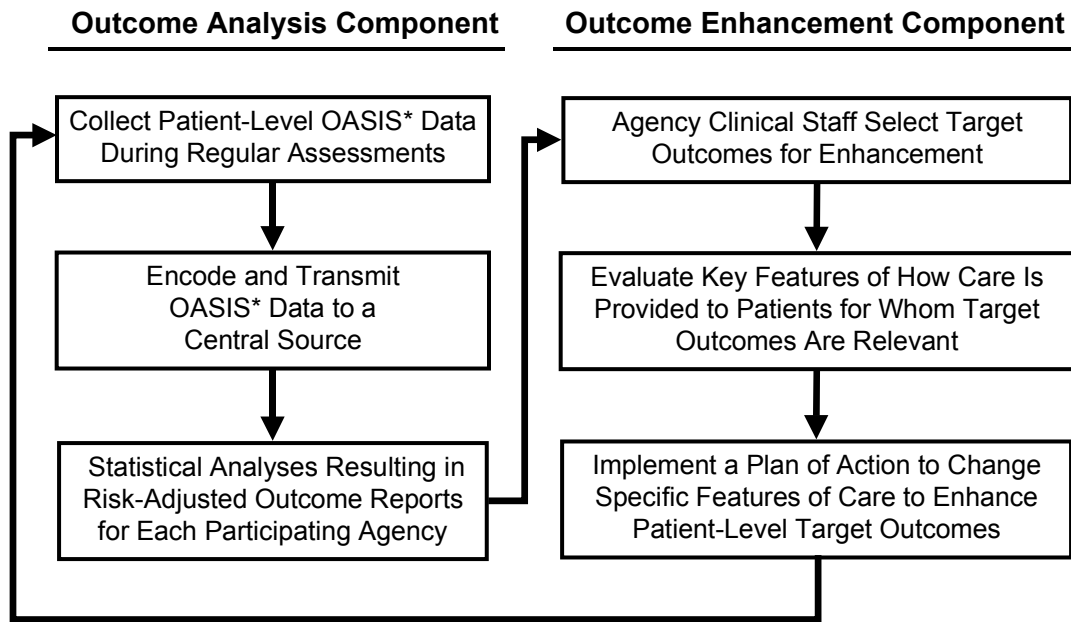 Outcome Analysis Component
Collect Patient-Level OASIS* Data
During Regular Assessments
Encode and Transmit
OASIS* Data to a
Central Source
Statistical Analyses Resulting in
Risk-Adjusted Outcome Reports
for Each Participating Agency
Outcome Enhancement Component
Agency Clinical Staff Select Target
Outcomes for Enhancement
Evaluate Key Features of How Care Is
Provided to Patients for Whom Target
Outcomes Are Relevant
Implement a Plan of Action to Change
Specific Features of Care to Enhance
Patient-Level Target Outcomes